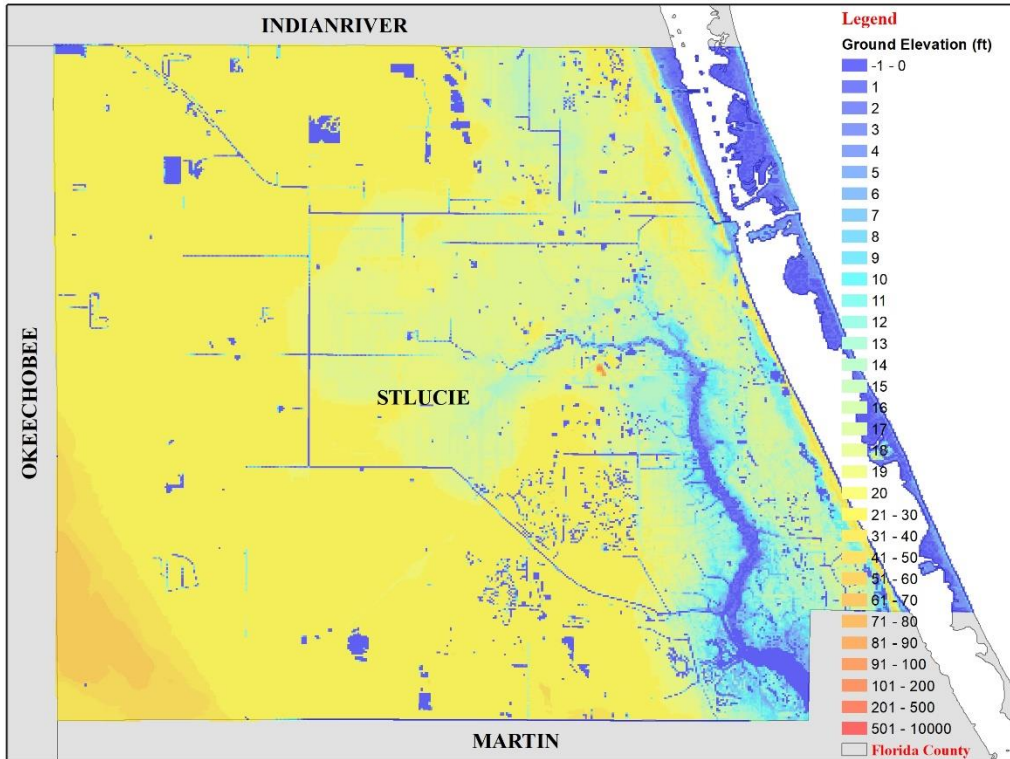 INDIANRIVER
OKEECHOBEE
STLUCIE
MARTIN
Legend
Ground Elevation (ft)
-1 - 0
1
2
3
4
5
6
7
8
9
10
11
12
13
14
15
16
17
18
19
20
21 - 30
31 - 40
41 - 50
51 - 60
61 - 70
71 - 80
81 - 90
91 - 100
101 - 200
201 - 500
501 - 10000
Florida County